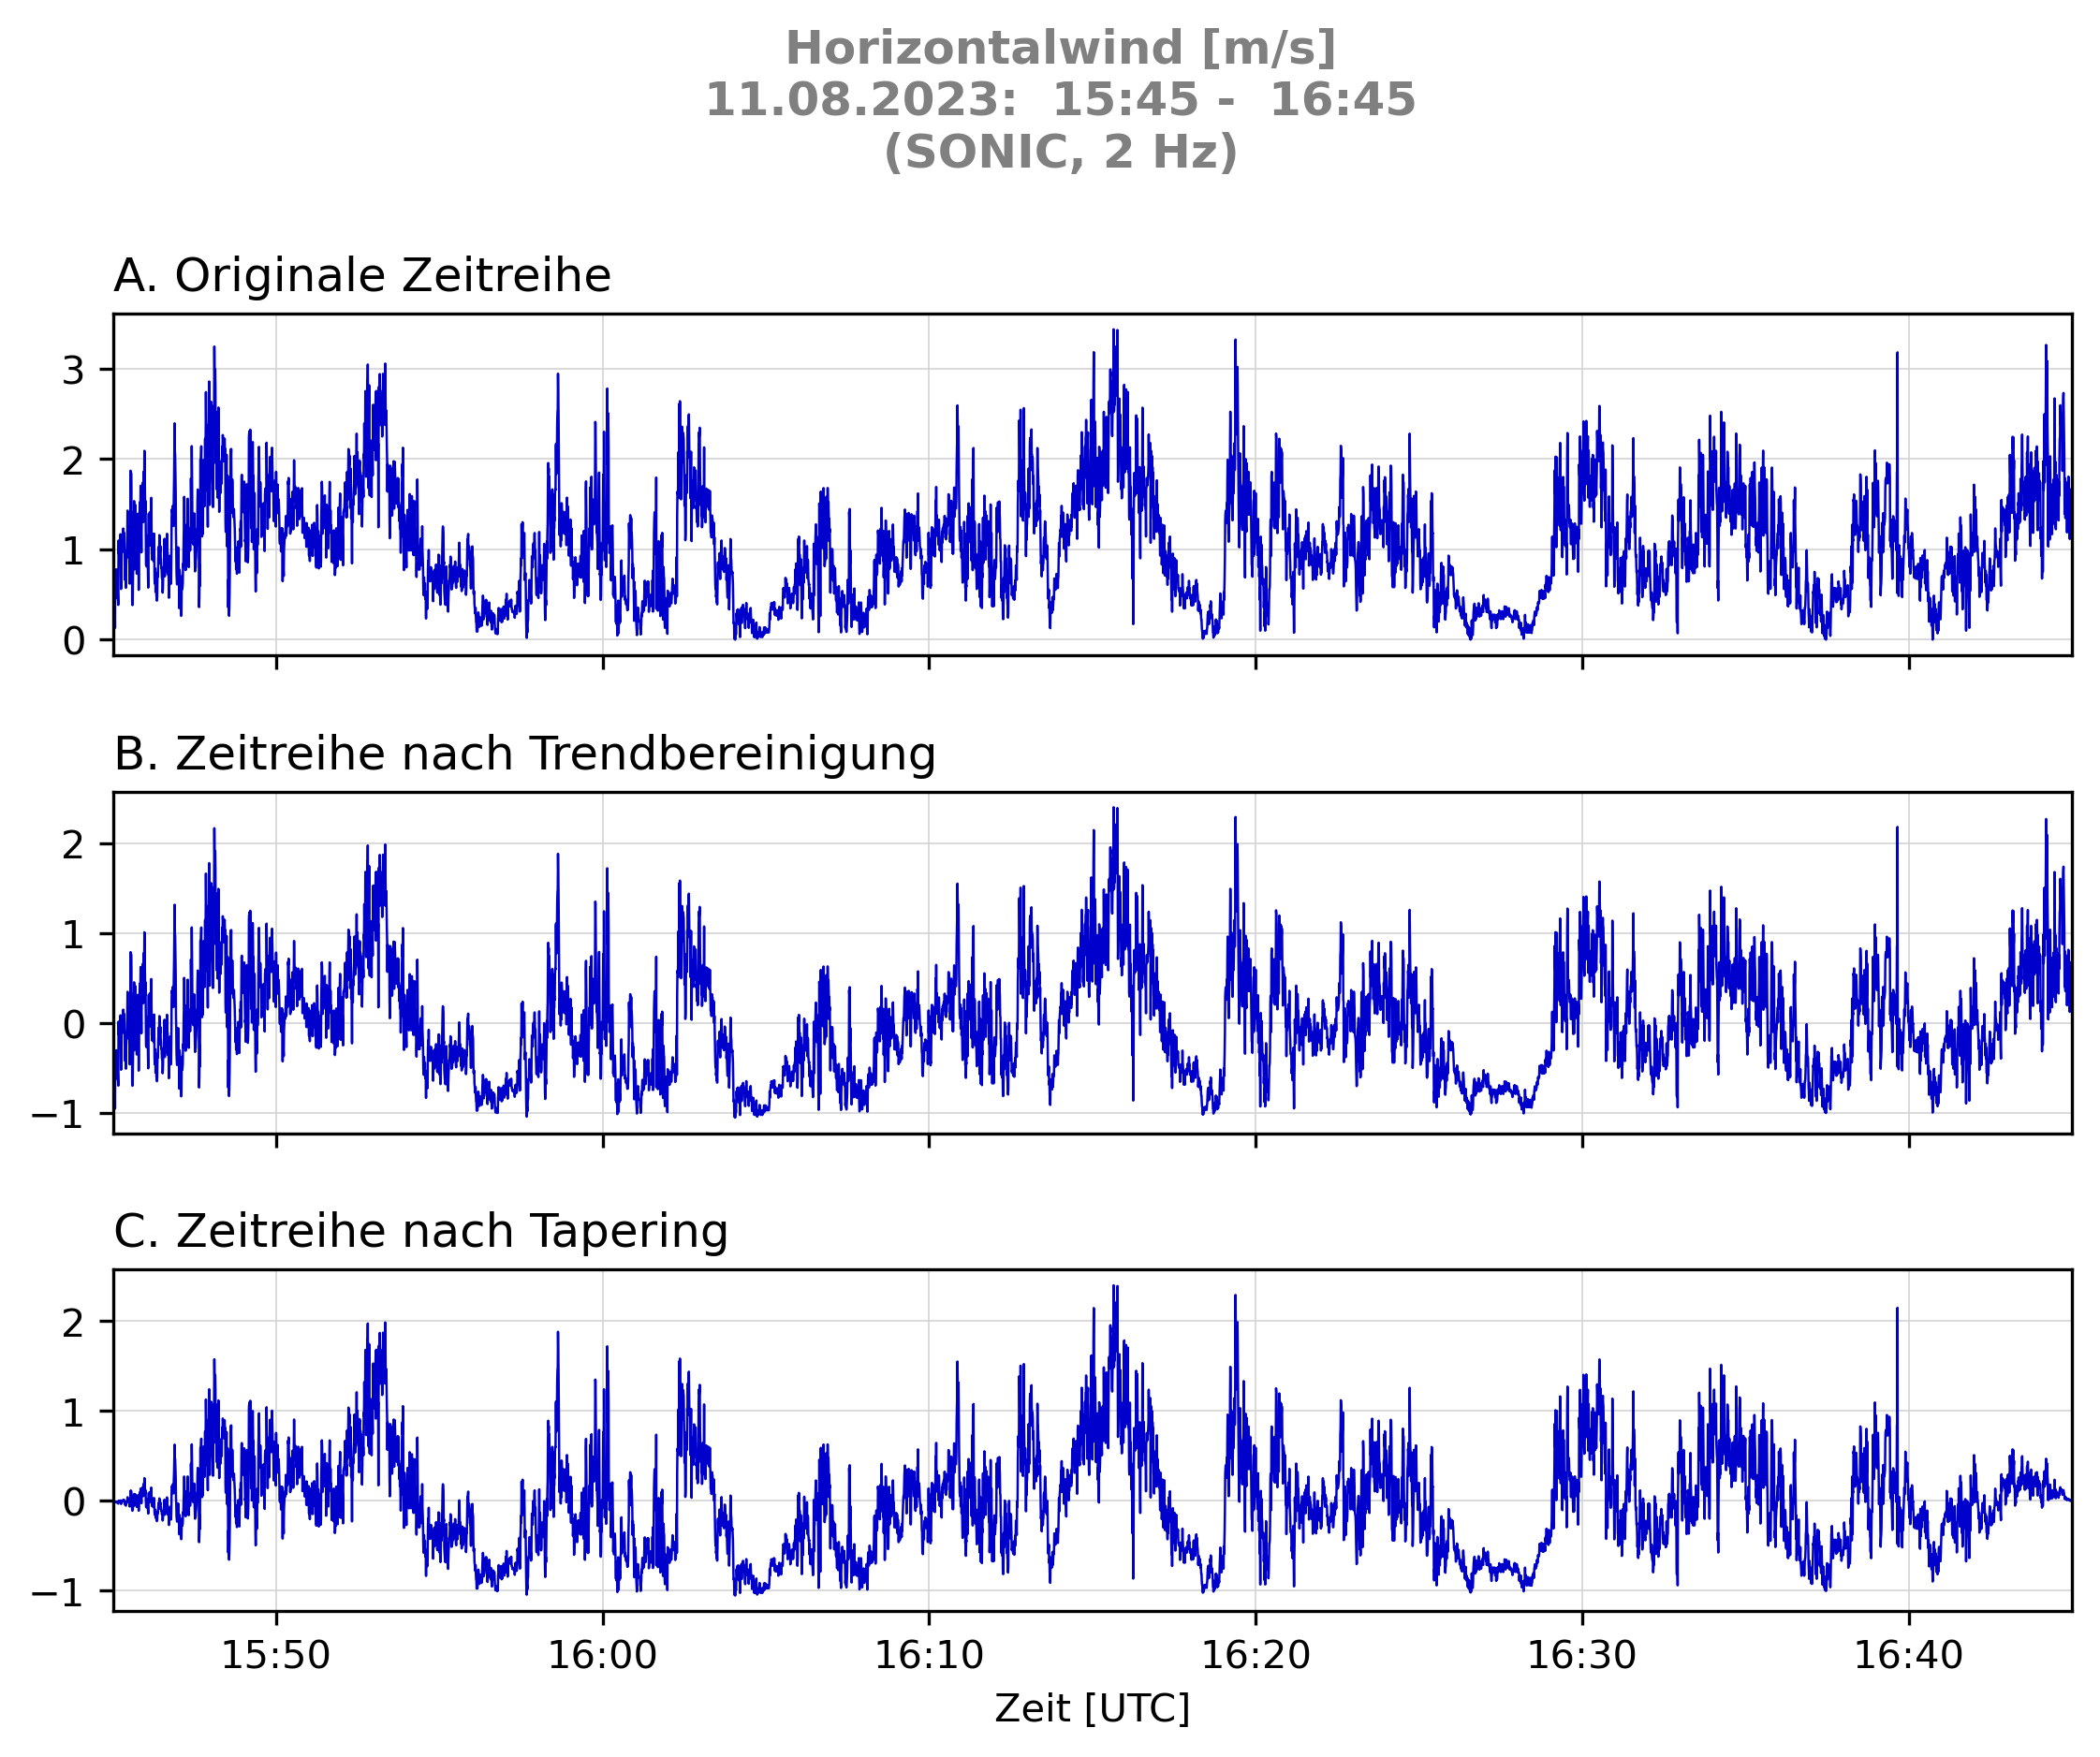 Horizontalwind [m/s]
11.08.2023:  15:45 -  16:45
(SONIC, 2 Hz)
A. Originale Zeitreihe
3
2
1
0
B. Zeitreihe nach Trendbereinigung
2
1
0
−1
C. Zeitreihe nach Tapering
2
1
0
−1
15:50 16:00 16:10 16:20 16:30 16:40
Zeit [UTC]